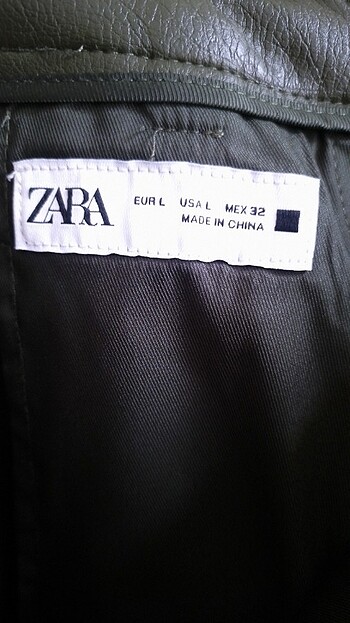 ZARA
EUR L USA L MEX 32
MADE IN CHINA